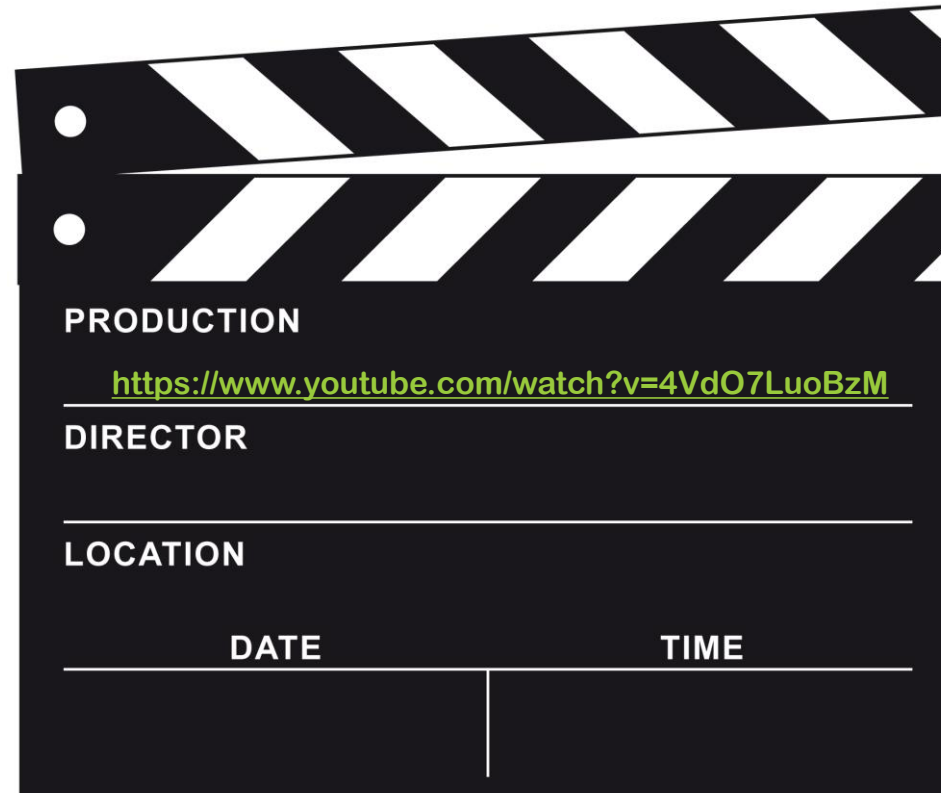 PRODUCTION
https://www.youtube.com/watch?v=4VdO7LuoBzM
DIRECTOR
LOCATION
DATE TIME